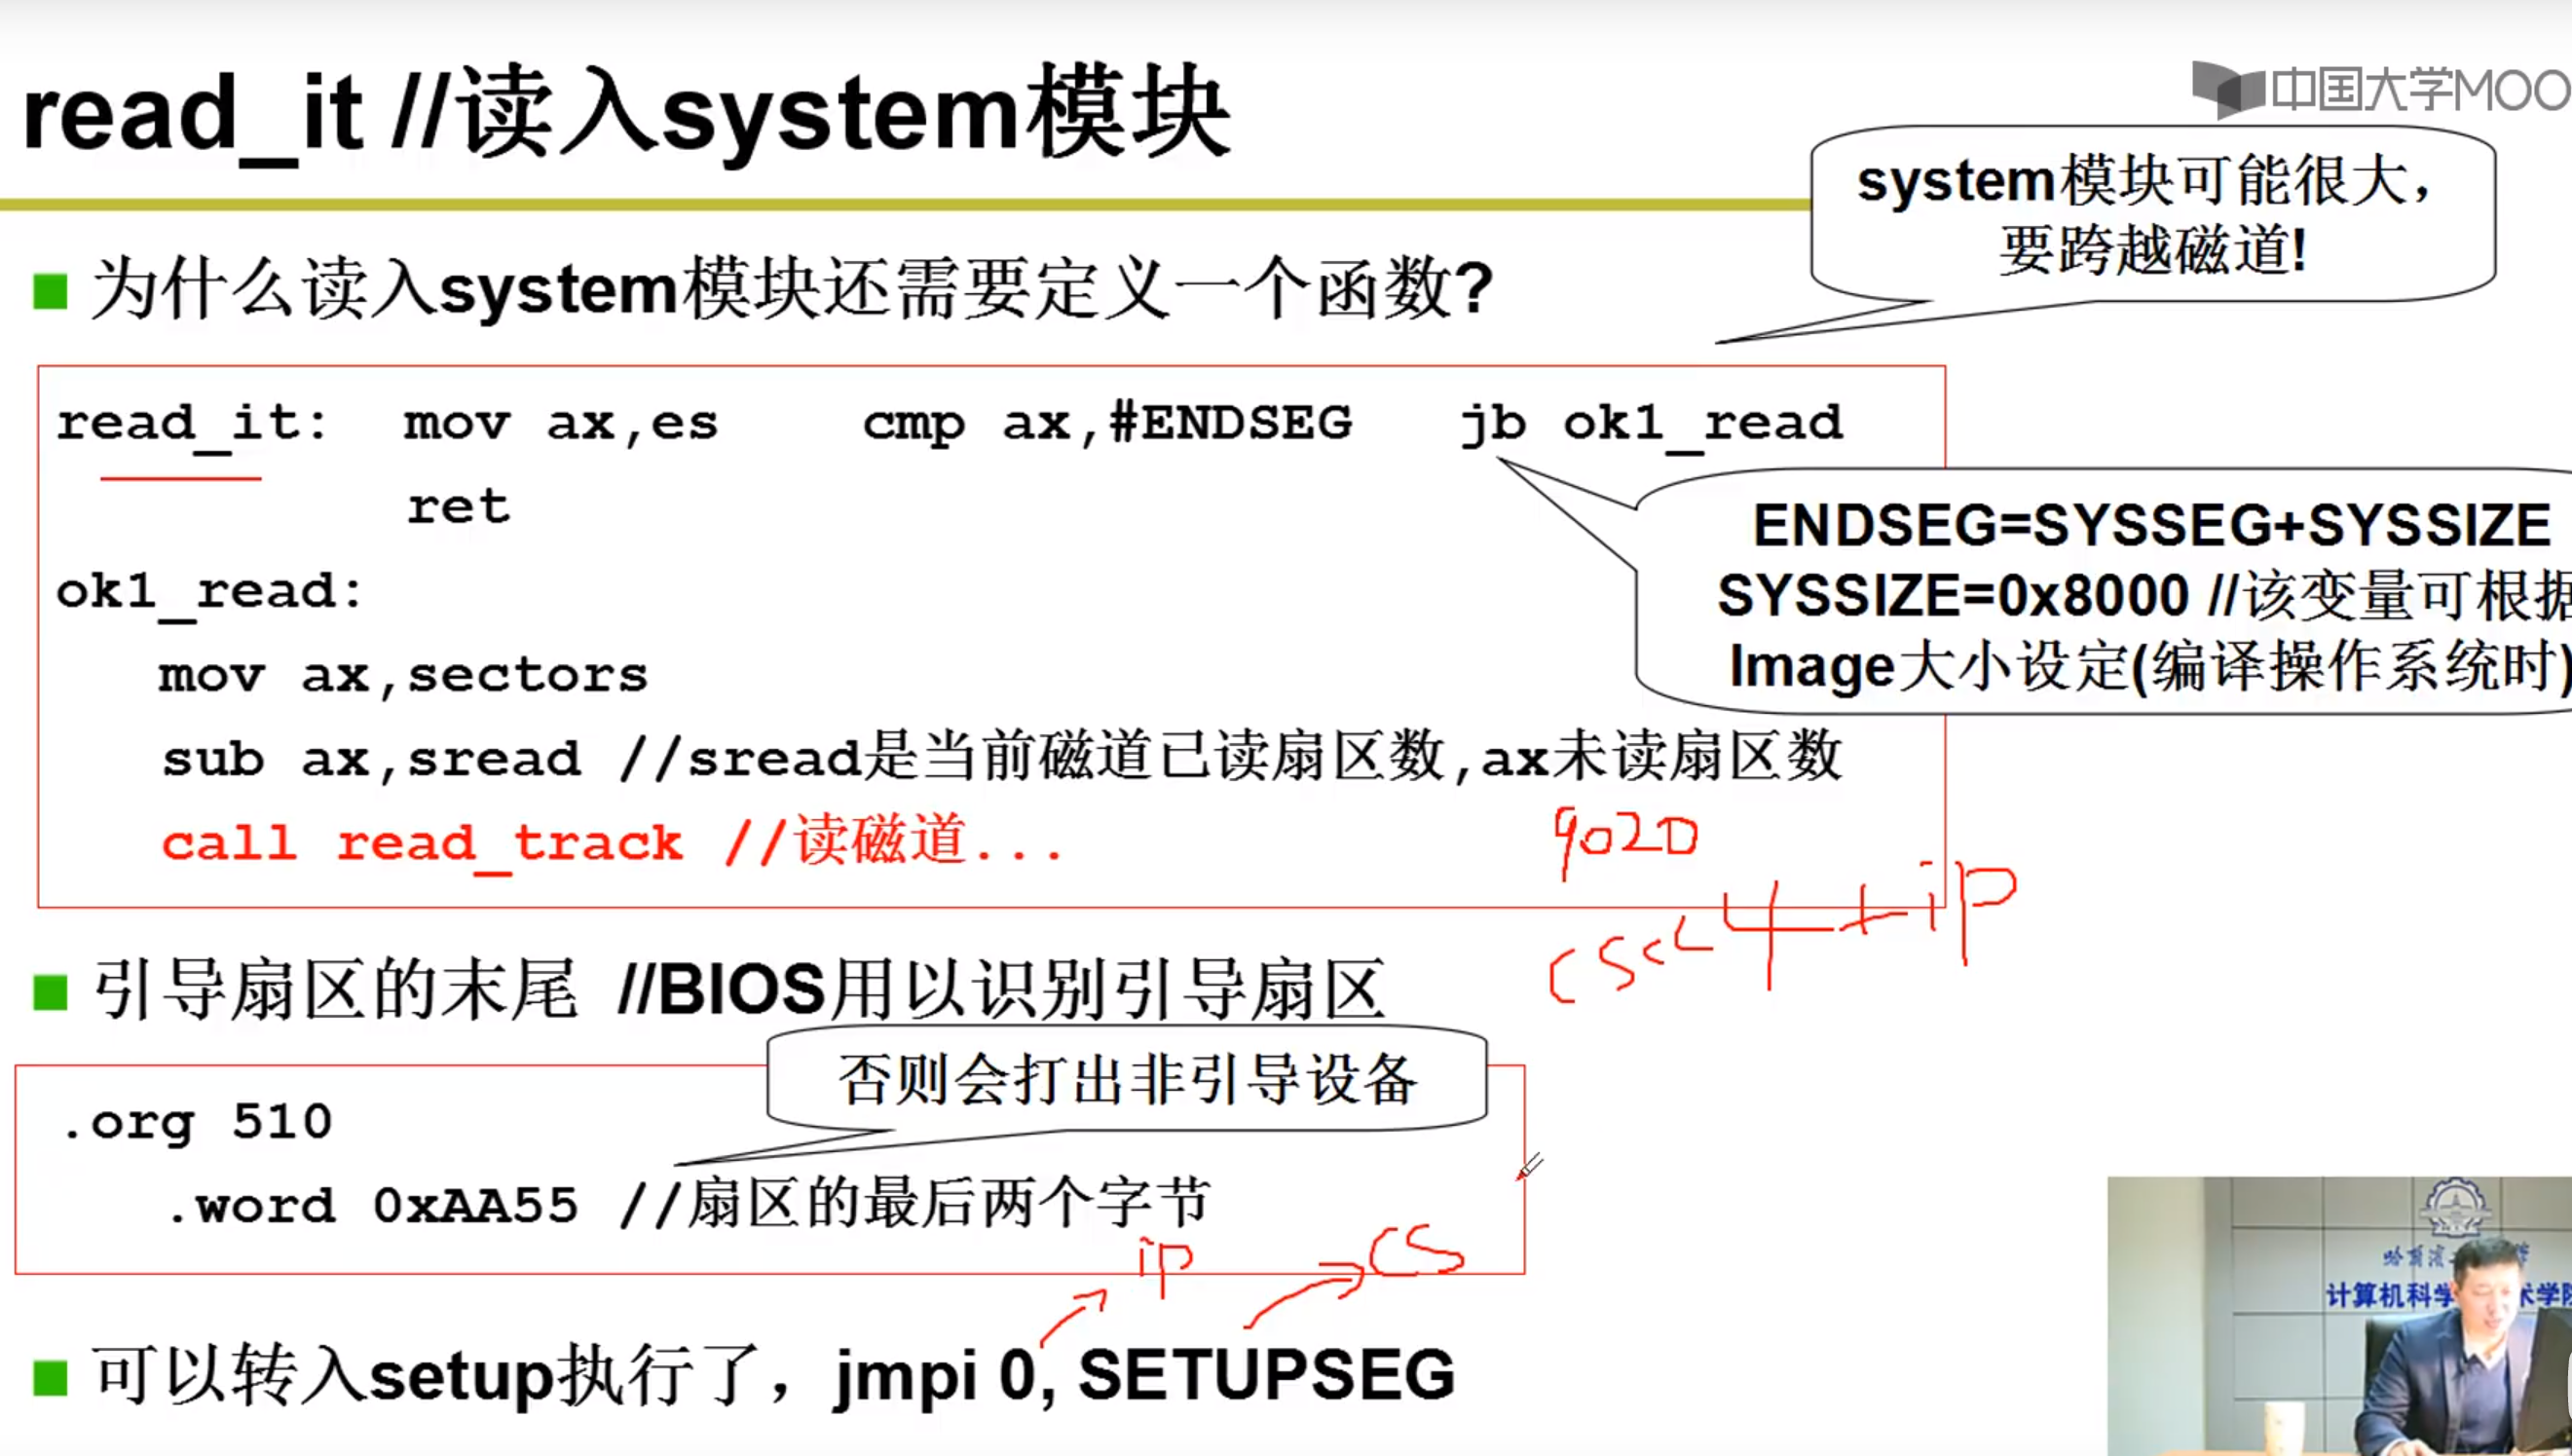 read_it //读入system模块
中国大学MOO
system模块可能很大，
要跨越磁道!
为什么读入system模块还需要定义一个函数?
read_it: mov ax,es cmp ax,#ENDSEG jb ok1_read
ret
ENDSEG=SYSSEG+SYSSIZE
SYSSIZE=0x8000 //该变量可根据
Image大小设定(编译操作系统时)
ok1_read:
mov ax,sectors
sub ax,sread //sread是当前磁道已读扇区数,ax未读扇区数
call read_track //读磁道...
9020
cs<<4+ip
引导扇区的末尾 //BIOS用以识别引导扇区
否则会打出非引导设备
.org 510
.word 0xAA55 //扇区的最后两个字节
ip
cs
可以转入setup执行了，jmpi 0, SETUPSEG
计算机科学 术学院